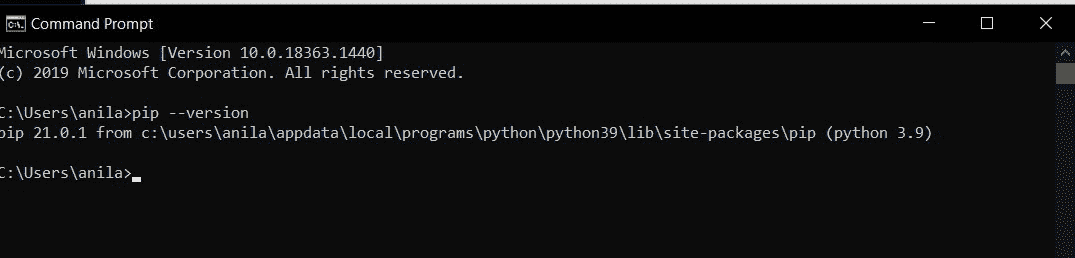 Command Prompt
Microsoft Windows [Version 10.0.18363.1440]
(c) 2019 Microsoft Corporation. All rights reserved.
C:\Users\anila>pip --version
pip 21.0.1 from c:\users\anila\appdata\local\programs\python\python39\lib\site-packages\pip (python 3.9)
C:\Users\anila>